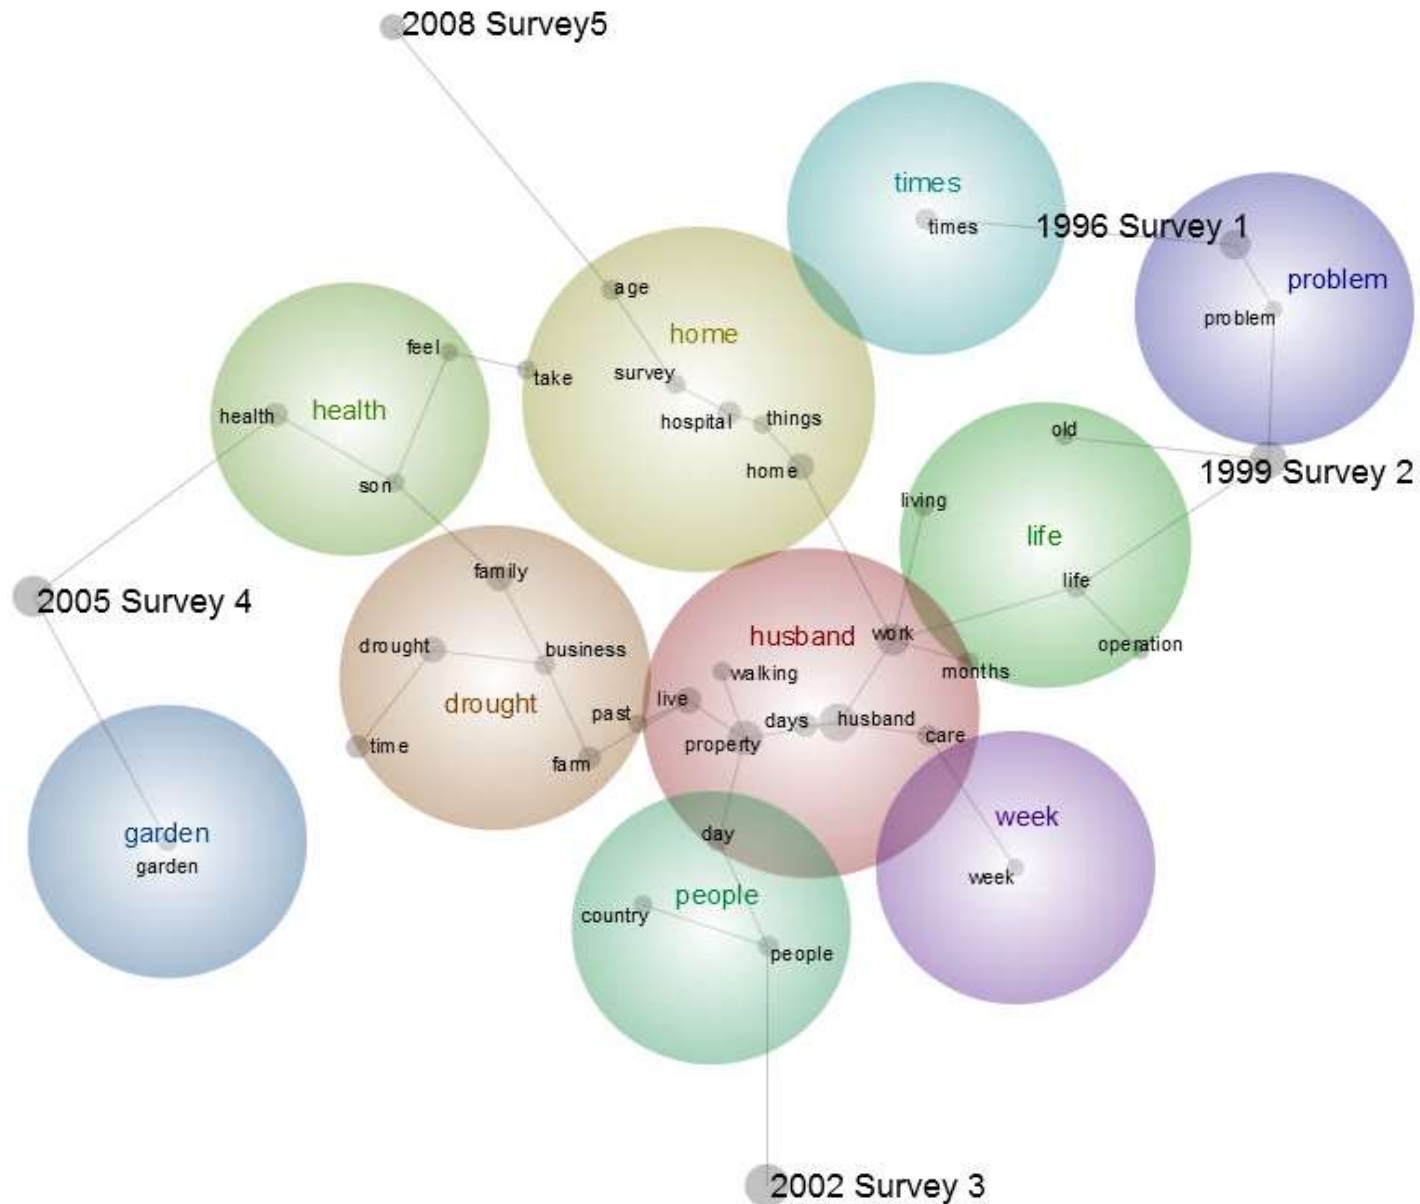 2008 Survey5
times
times
1996 Survey 1
problem
problem
age
home
survey
take
hospital
things
home
feel
health
health
son
old
1999 Survey 2
living
life
life
operation
months
family
2005 Survey 4
drought
business
drought
past
time
farm
husband
work
walking
live
days
husband
property
care
garden
garden
day
week
week
people
country
people
2002 Survey 3